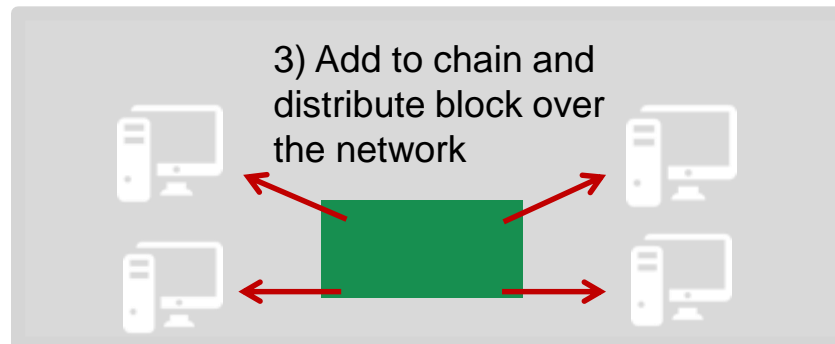 3) Add to chain and
distribute block over
the network